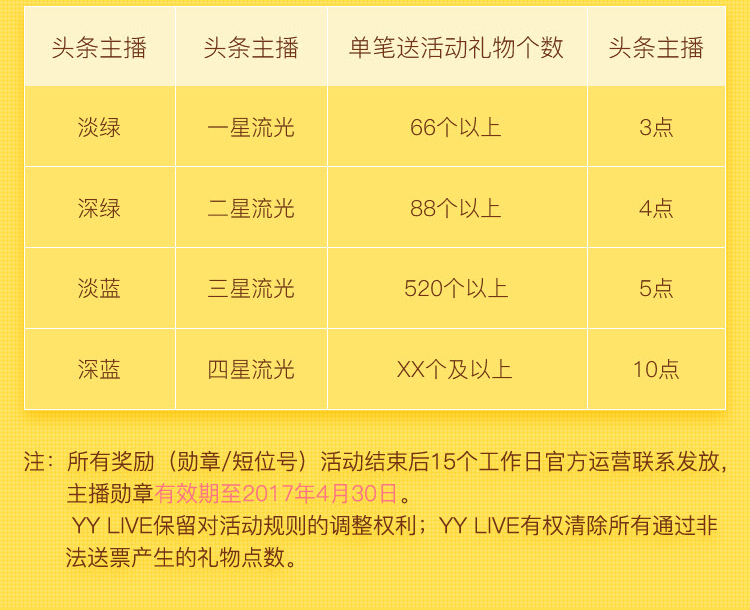 头条主播 头条主播 单笔送活动礼物个数 头条主播
淡绿 一星流光 66个以上 3点
深绿 二星流光 88个以上 4点
淡蓝 三星流光 520个以上 5点
深蓝 四星流光 XX个及以上 10点
注：所有奖励（勋章/短位号）活动结束后15个工作日官方运营联系发放，
主播勋章有效期至2017年4月30日。
YY LIVE保留对活动规则的调整权利；YY LIVE有权清除所有通过非
法送票产生的礼物点数。